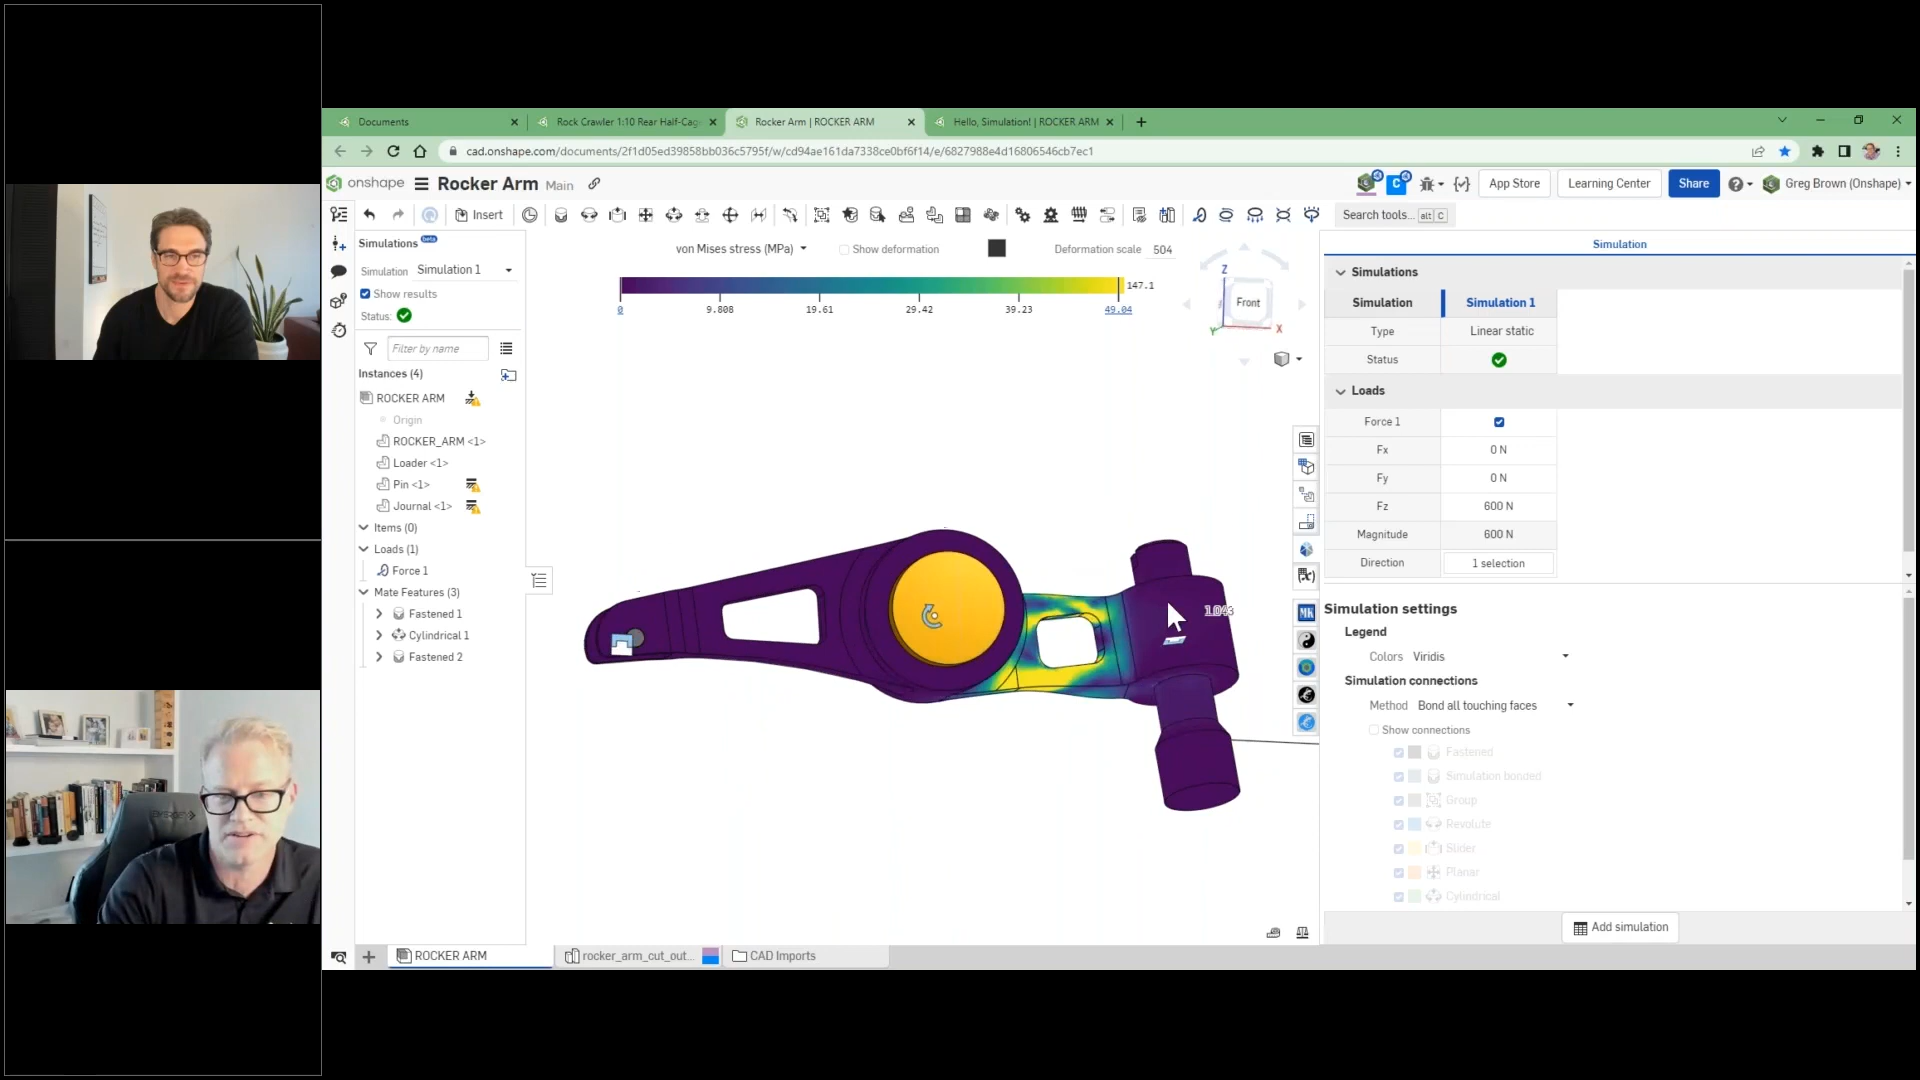 Documents
Rock Crawler 1:10 Rear Half-Cag
Rocker Arm | ROCKER ARM
Hello, Simulation! | ROCKER ARM
cad.onshape.com/documents/2f1d05ed39858bb036c5795f/w/cd94ae161da7338ce0bf6f14/e/6827988e4d16806546cb7ec1
onshape
Rocker Arm Main
App Store
Learning Center
Share
Greg Brown (Onshape)
Insert
Search tools... alt C
Simulations beta
Simulation Simulation 1
Show results
Status:
Filter by name
Instances (4)
ROCKER ARM
Origin
ROCKER_ARM <1>
Loader <1>
Pin <1>
Journal <1>
Items (0)
Loads (1)
Force 1
Mate Features (3)
Fastened 1
Cylindrical 1
Fastened 2
von Mises stress (MPa)
Show deformation
Deformation scale 504
147.1
0 9.808 19.61 29.42 39.23 49.04
Z
Front
X
Y
Simulation
Simulations
Simulation Simulation 1
Type Linear static
Status
Loads
Force 1
Fx 0 N
Fy 0 N
Fz 600 N
Magnitude 600 N
Direction 1 selection
Simulation settings
Legend
Colors Viridis
Simulation connections
Method Bond all touching faces
Show connections
Fastened
Simulation bonded
Group
Revolute
Slider
Planar
Cylindrical
Add simulation
MK
ROCKER ARM
rocker_arm_cut_out...
CAD Imports